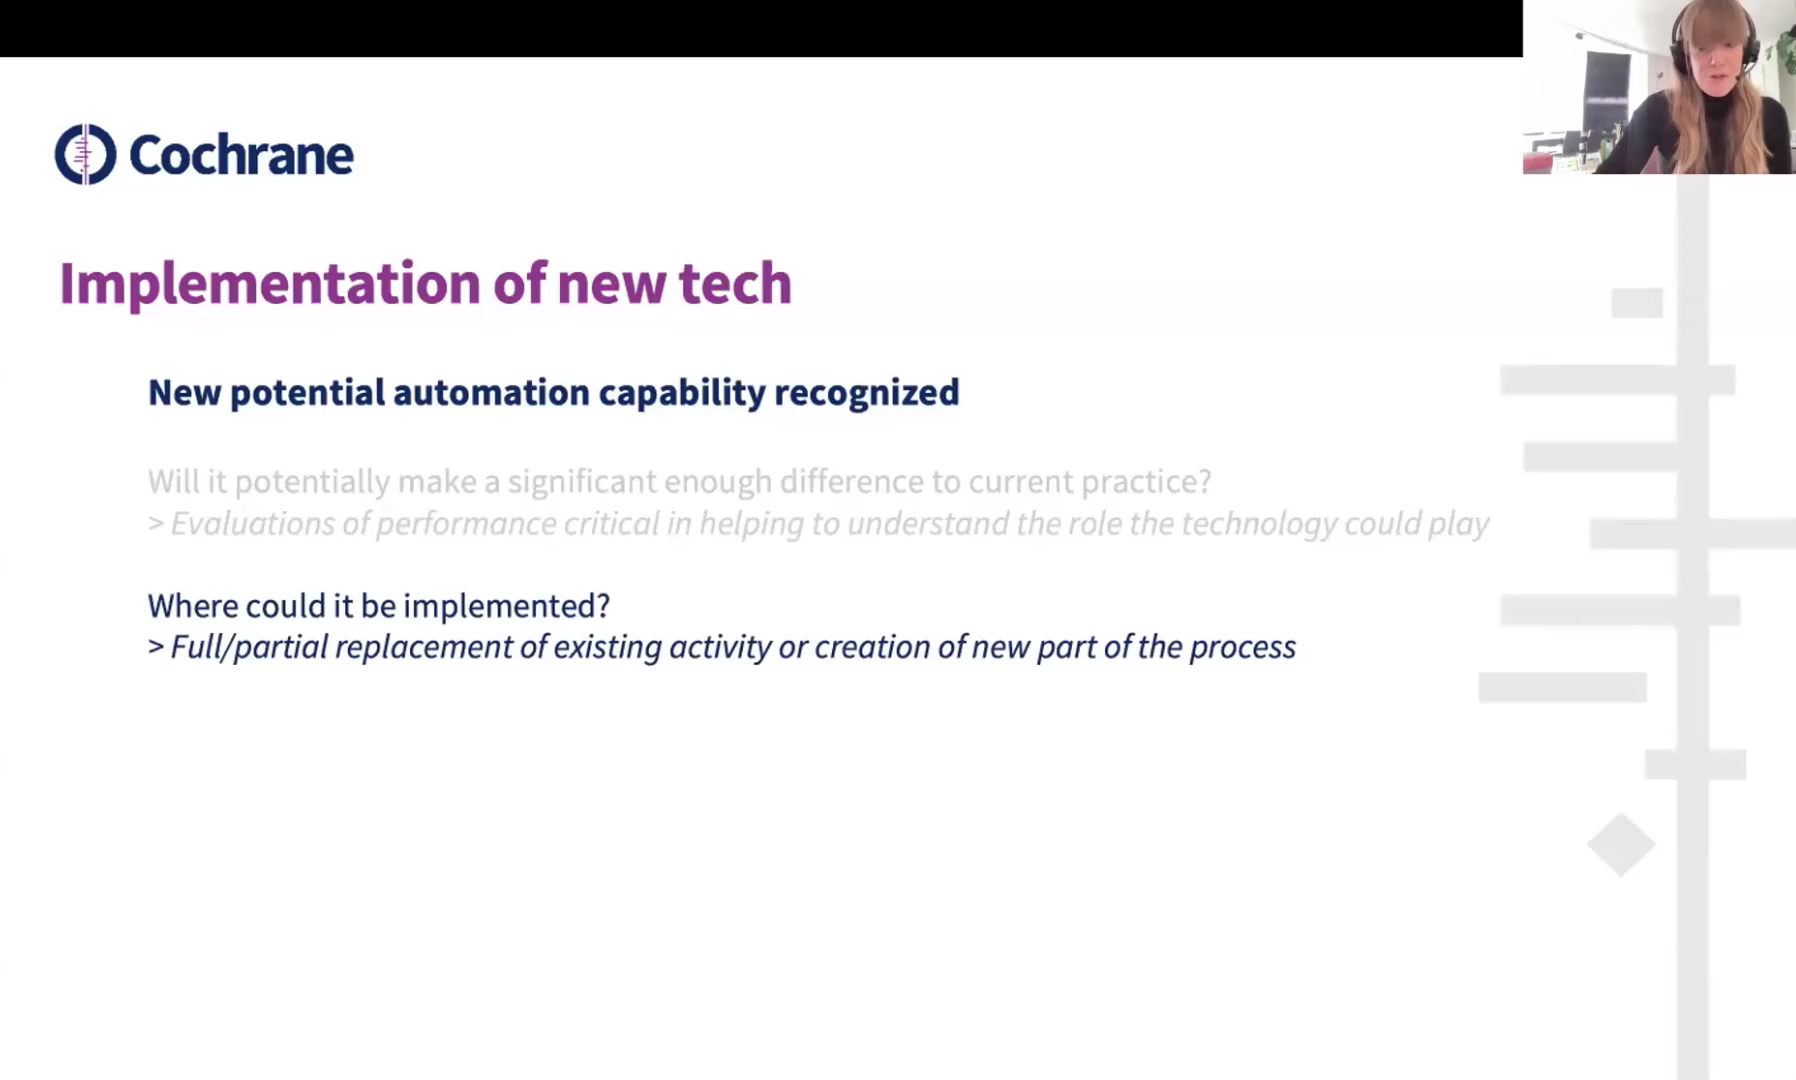 Cochrane
Implementation of new tech
New potential automation capability recognized
Will it potentially make a significant enough difference to current practice?
> Evaluations of performance critical in helping to understand the role the technology could play
Where could it be implemented?
> Full/partial replacement of existing activity or creation of new part of the process